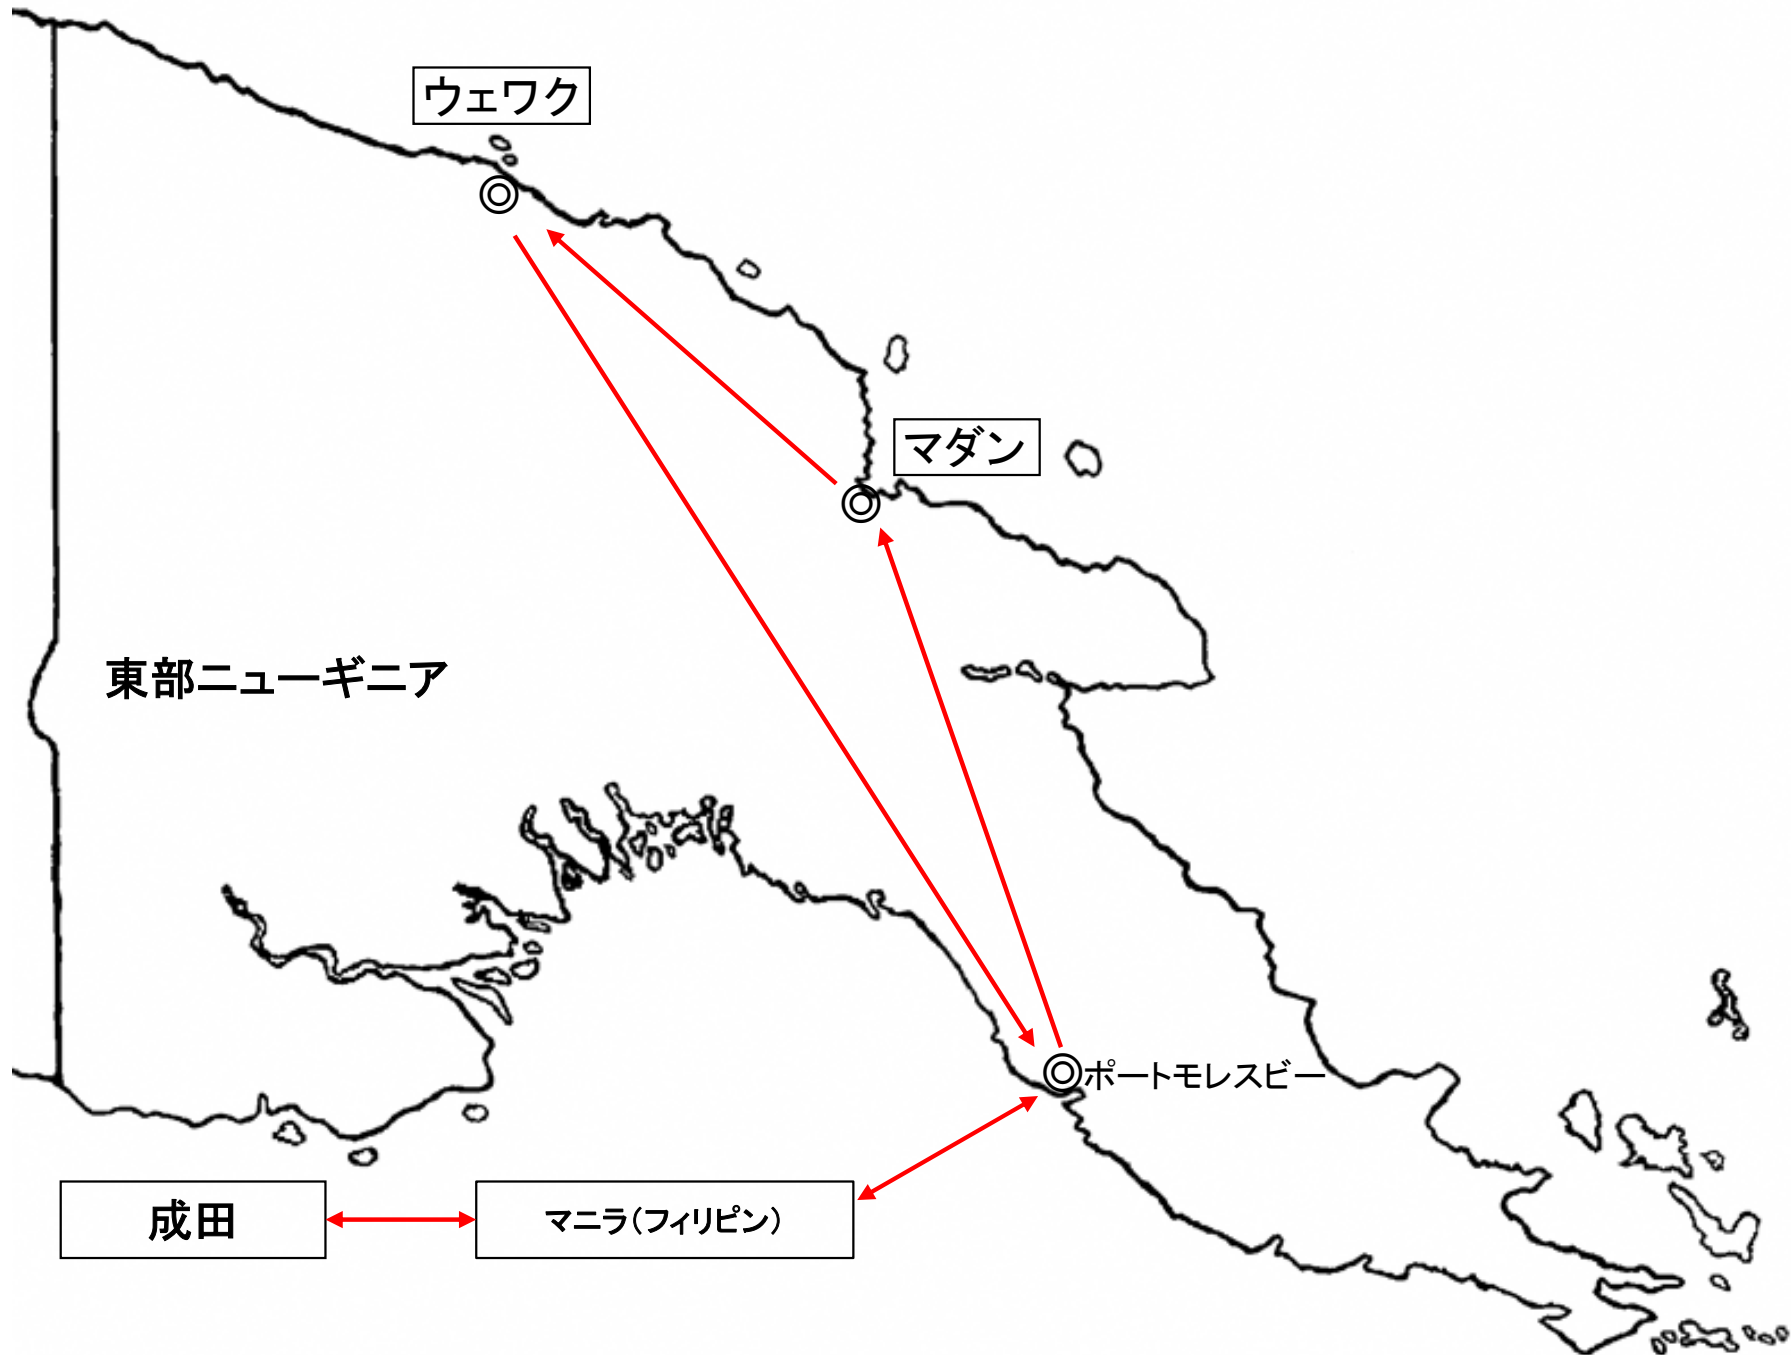 ウェワク
マダン
東部ニューギニア
ポートモレスビー
成田
マニラ（フィリピン）